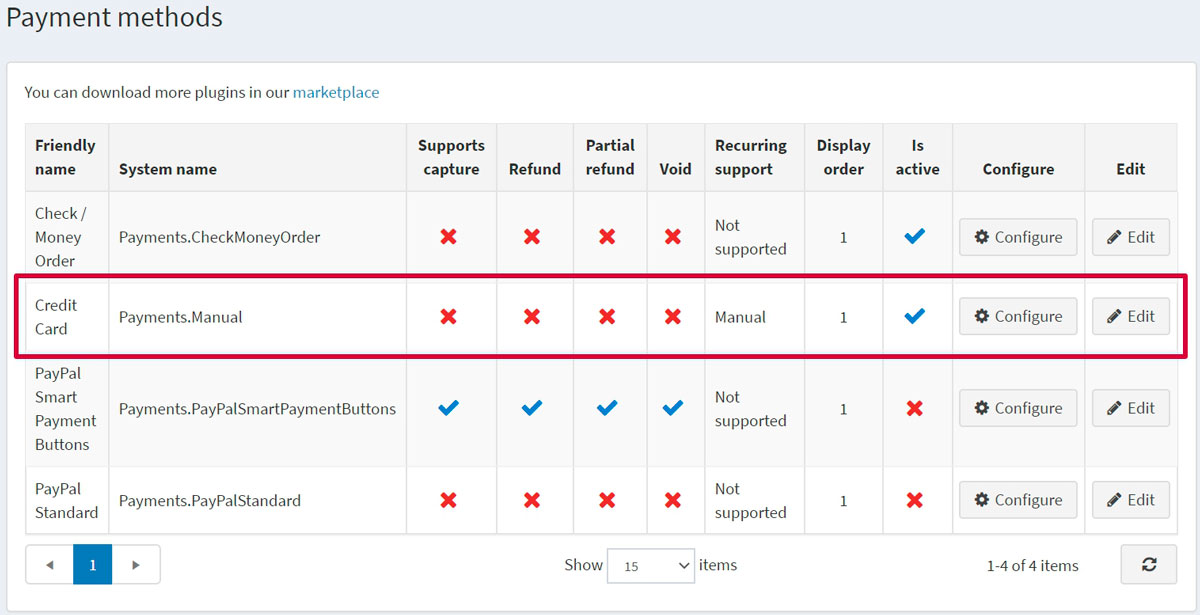 Payment methods
You can download more plugins in our marketplace
Friendly name
System name
Supports capture
Refund
Partial refund
Void
Recurring support
Display order
Is active
Configure
Edit
Check / Money Order
Payments.CheckMoneyOrder
Not supported
1
Configure
Edit
Credit Card
Payments.Manual
Manual
1
Configure
Edit
PayPal Smart Payment Buttons
Payments.PayPalSmartPaymentButtons
Not supported
1
Configure
Edit
PayPal Standard
Payments.PayPalStandard
Not supported
1
Configure
Edit
1
Show 15 items
1-4 of 4 items